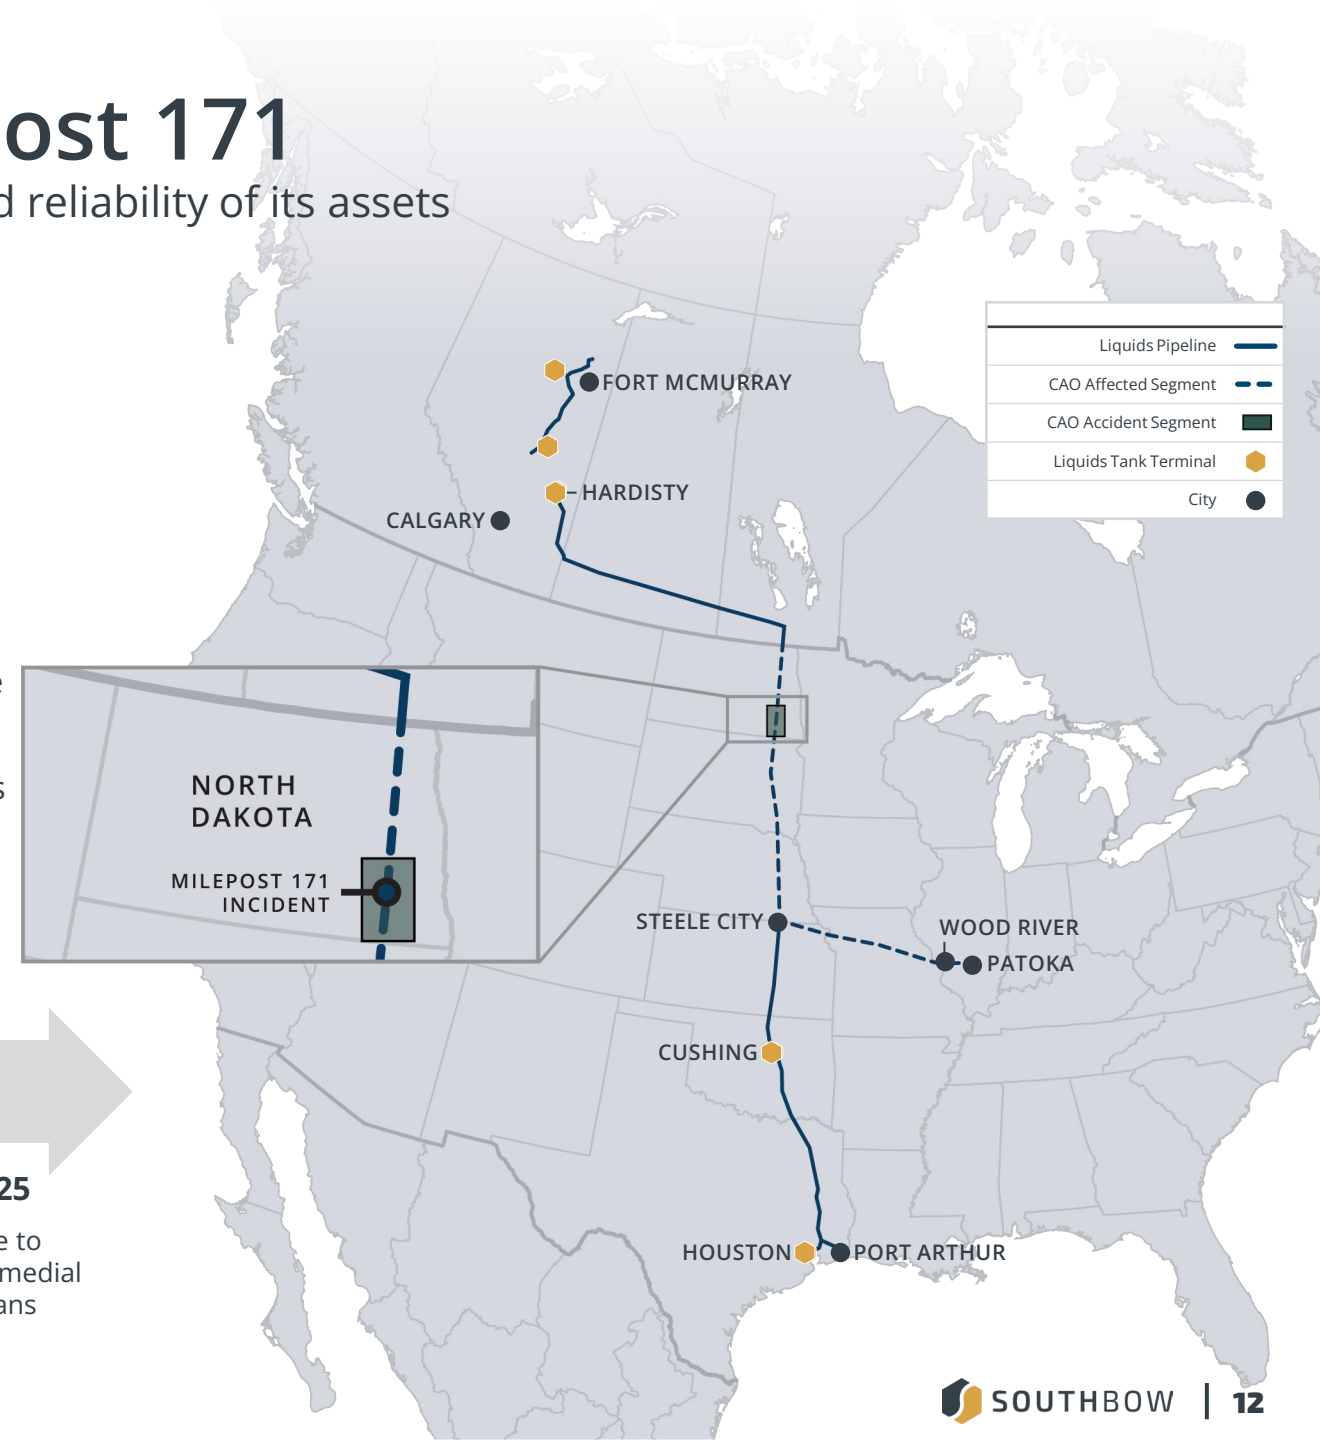 ost 171
d reliability of its assets
Liquids Pipeline
CAO Affected Segment
CAO Accident Segment
Liquids Tank Terminal
City
FORT MCMURRAY
HARDISTY
CALGARY
e
s
NORTH
DAKOTA
MILEPOST 171
INCIDENT
STEELE CITY
WOOD RIVER
PATOKA
CUSHING
25
e to
medial
ans
HOUSTON
PORT ARTHUR
SOUTHBOW | 12